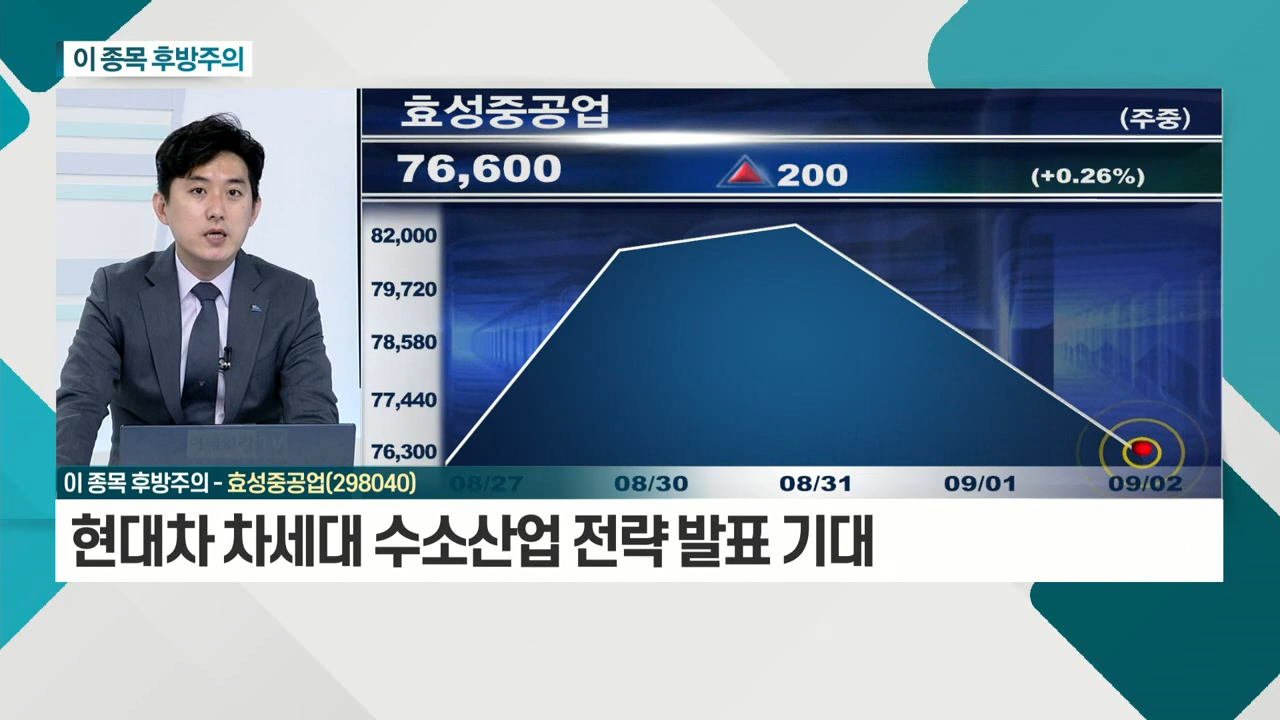 이 종목 후방주의
효성중공업 (주중)
76,600 200 (+0.26%)
82,000
79,720
78,580
77,440
76,300
08/27 08/30 08/31 09/01 09/02
이 종목 후방주의 - 효성중공업(298040)
현대차 차세대 수소산업 전략 발표 기대